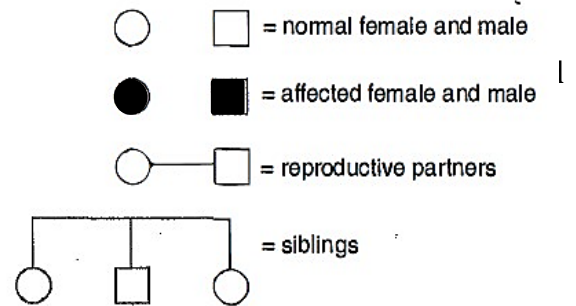 = normal female and male
= affected female and male
= reproductive partners
= siblings